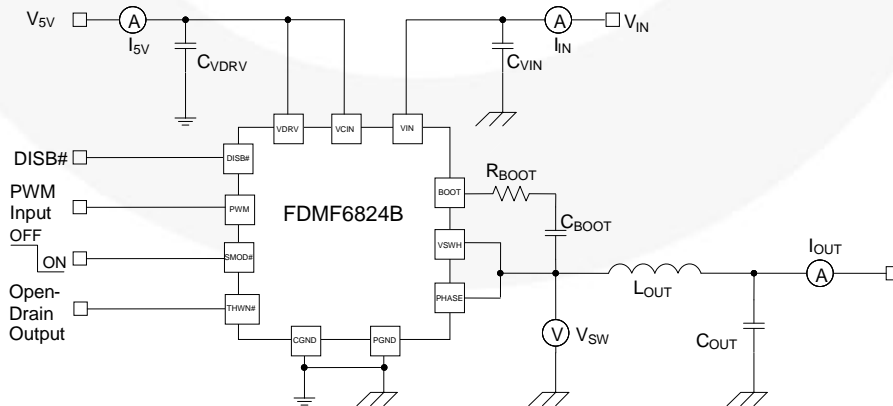 V5V
A
I5V
CVDRV
CVIN
A
IIN
VIN
VDRV
VCIN
VIN
DISB#
DISB#
PWM
Input
PWM
OFF
ON
SMOD#
Open-
Drain
Output
THWN#
FDMF6824B
BOOT
RBOOT
CBOOT
VSWH
PHASE
LOUT
IOUT
A
V
VSW
COUT
CGND
PGND